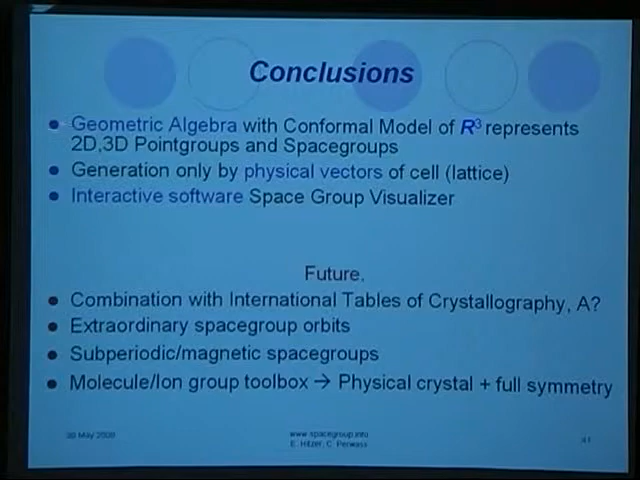 Conclusions
Geometric Algebra with Conformal Model of R³ represents
2D,3D Pointgroups and Spacegroups
Generation only by physical vectors of cell (lattice)
Interactive software Space Group Visualizer
Future.
Combination with International Tables of Crystallography, A?
Extraordinary spacegroup orbits
Subperiodic/magnetic spacegroups
Molecule/Ion group toolbox → Physical crystal + full symmetry
May 2008
www.spacegroup.info
E. Hitzer, C. Perwass